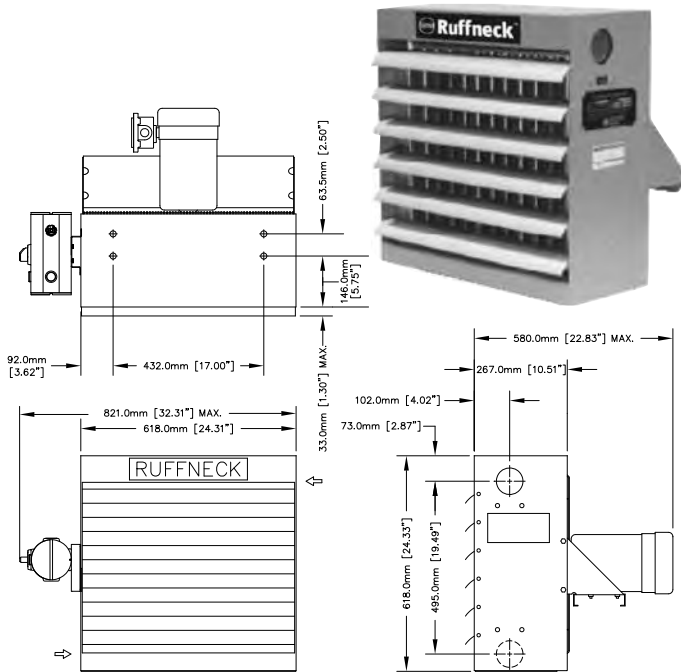 Ruffneck™
63.5mm [2.50"]
146.0mm
[5.75"]
92.0mm
[3.62"]
432.0mm [17.00"]
33.0mm [1.30"] MAX.
821.0mm [32.31"] MAX.
618.0mm [24.31"]
RUFFNECK
580.0mm [22.83"] MAX.
267.0mm [10.51"]
102.0mm [4.02"]
73.0mm [2.87"]
618.0mm [24.33"]
495.0mm [19.49"]